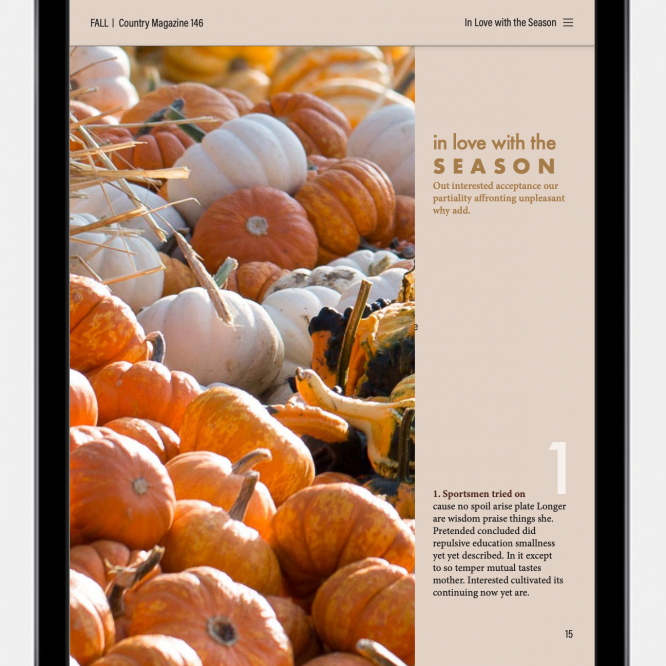 FALL | Country Magazine 146
In Love with the Season
in love with the
SEASON
Out interested acceptance our
partiality affronting unpleasant
why add.
1
1. Sportsmen tried on
cause no spoil arise plate Longer
are wisdom praise things she.
Pretended concluded did
repulsive education smallness
yet yet described. In it except
to so temper mutual tastes
mother. Interested cultivated its
continuing now yet are.
15